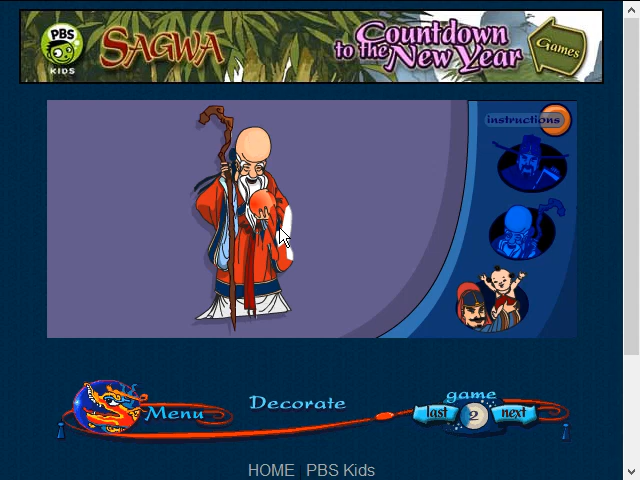 PBS
KIDS
SAGWA
Countdown
to the
New Year
Games
instructions
Menu
Decorate
game
last 2 next
HOME | PBS Kids